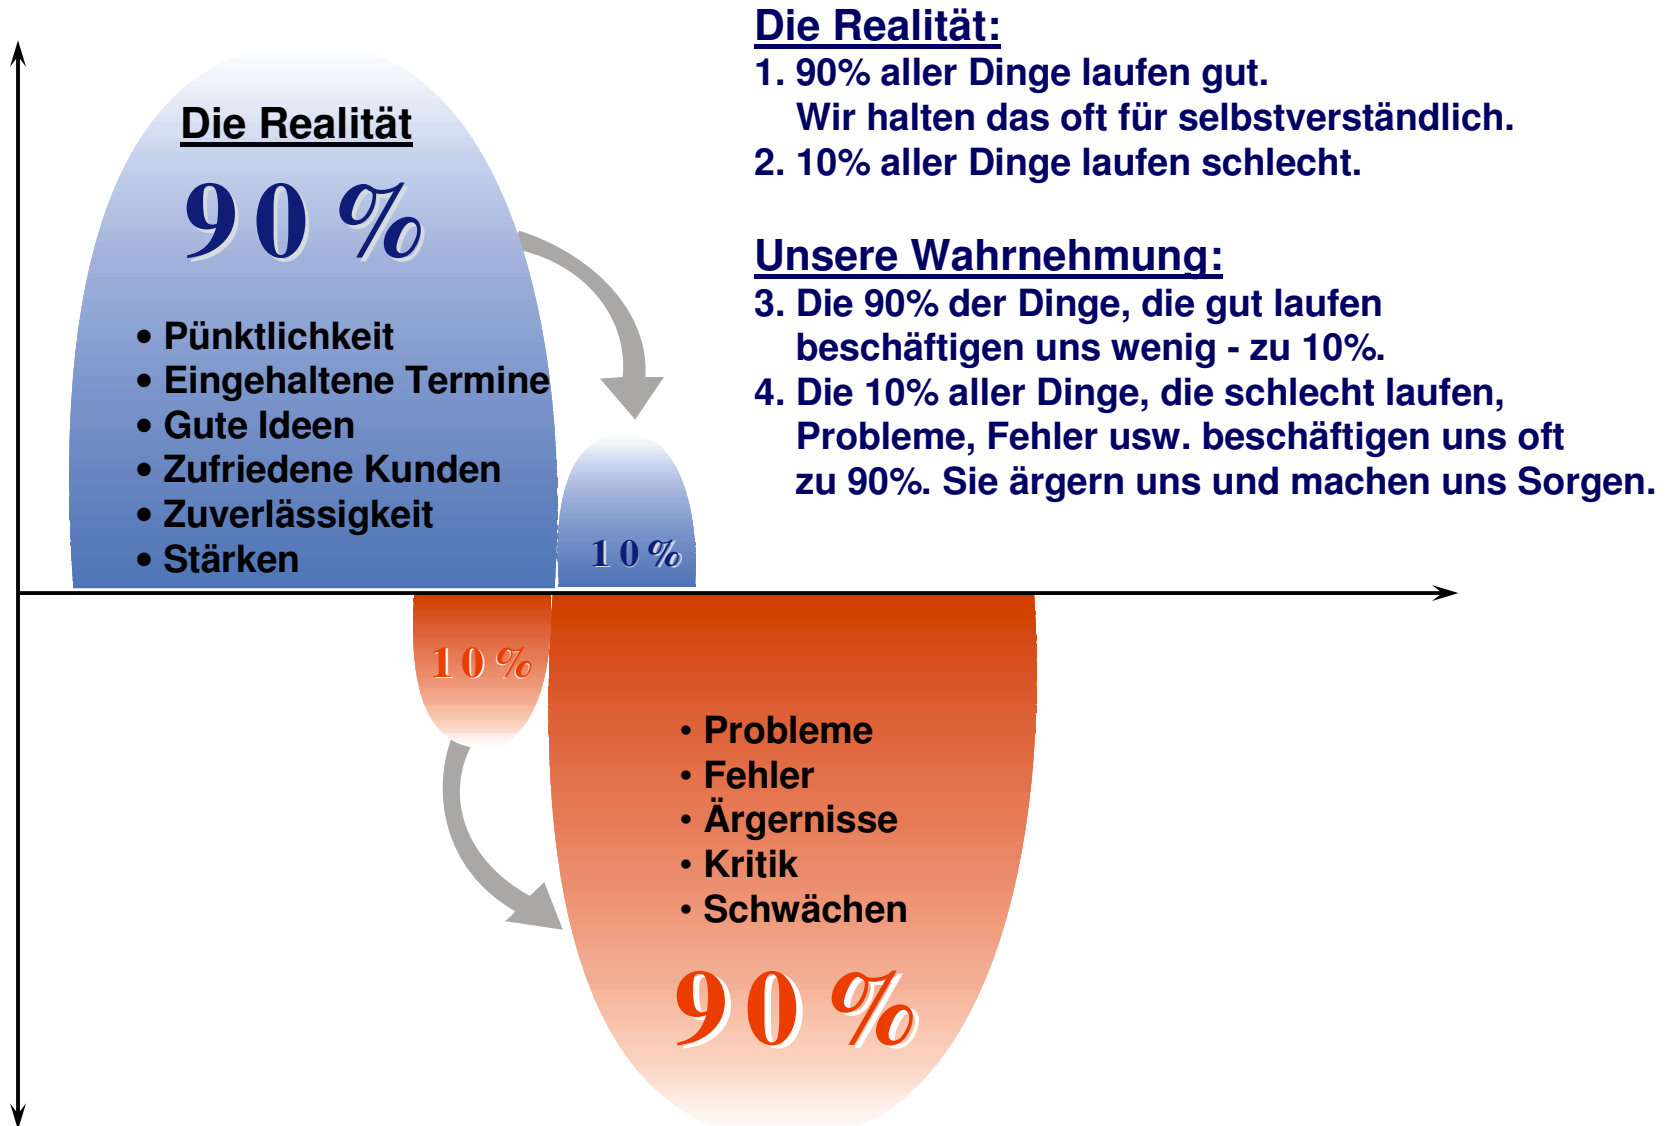 Die Realität
90%
• Pünktlichkeit
• Eingehaltene Termine
• Gute Ideen
• Zufriedene Kunden
• Zuverlässigkeit
• Stärken
10%
10%
• Probleme
• Fehler
• Ärgernisse
• Kritik
• Schwächen
90%
Die Realität:
1. 90% aller Dinge laufen gut.
Wir halten das oft für selbstverständlich.
2. 10% aller Dinge laufen schlecht.
Unsere Wahrnehmung:
3. Die 90% der Dinge, die gut laufen
beschäftigen uns wenig - zu 10%.
4. Die 10% aller Dinge, die schlecht laufen,
Probleme, Fehler usw. beschäftigen uns oft
zu 90%. Sie ärgern uns und machen uns Sorgen.